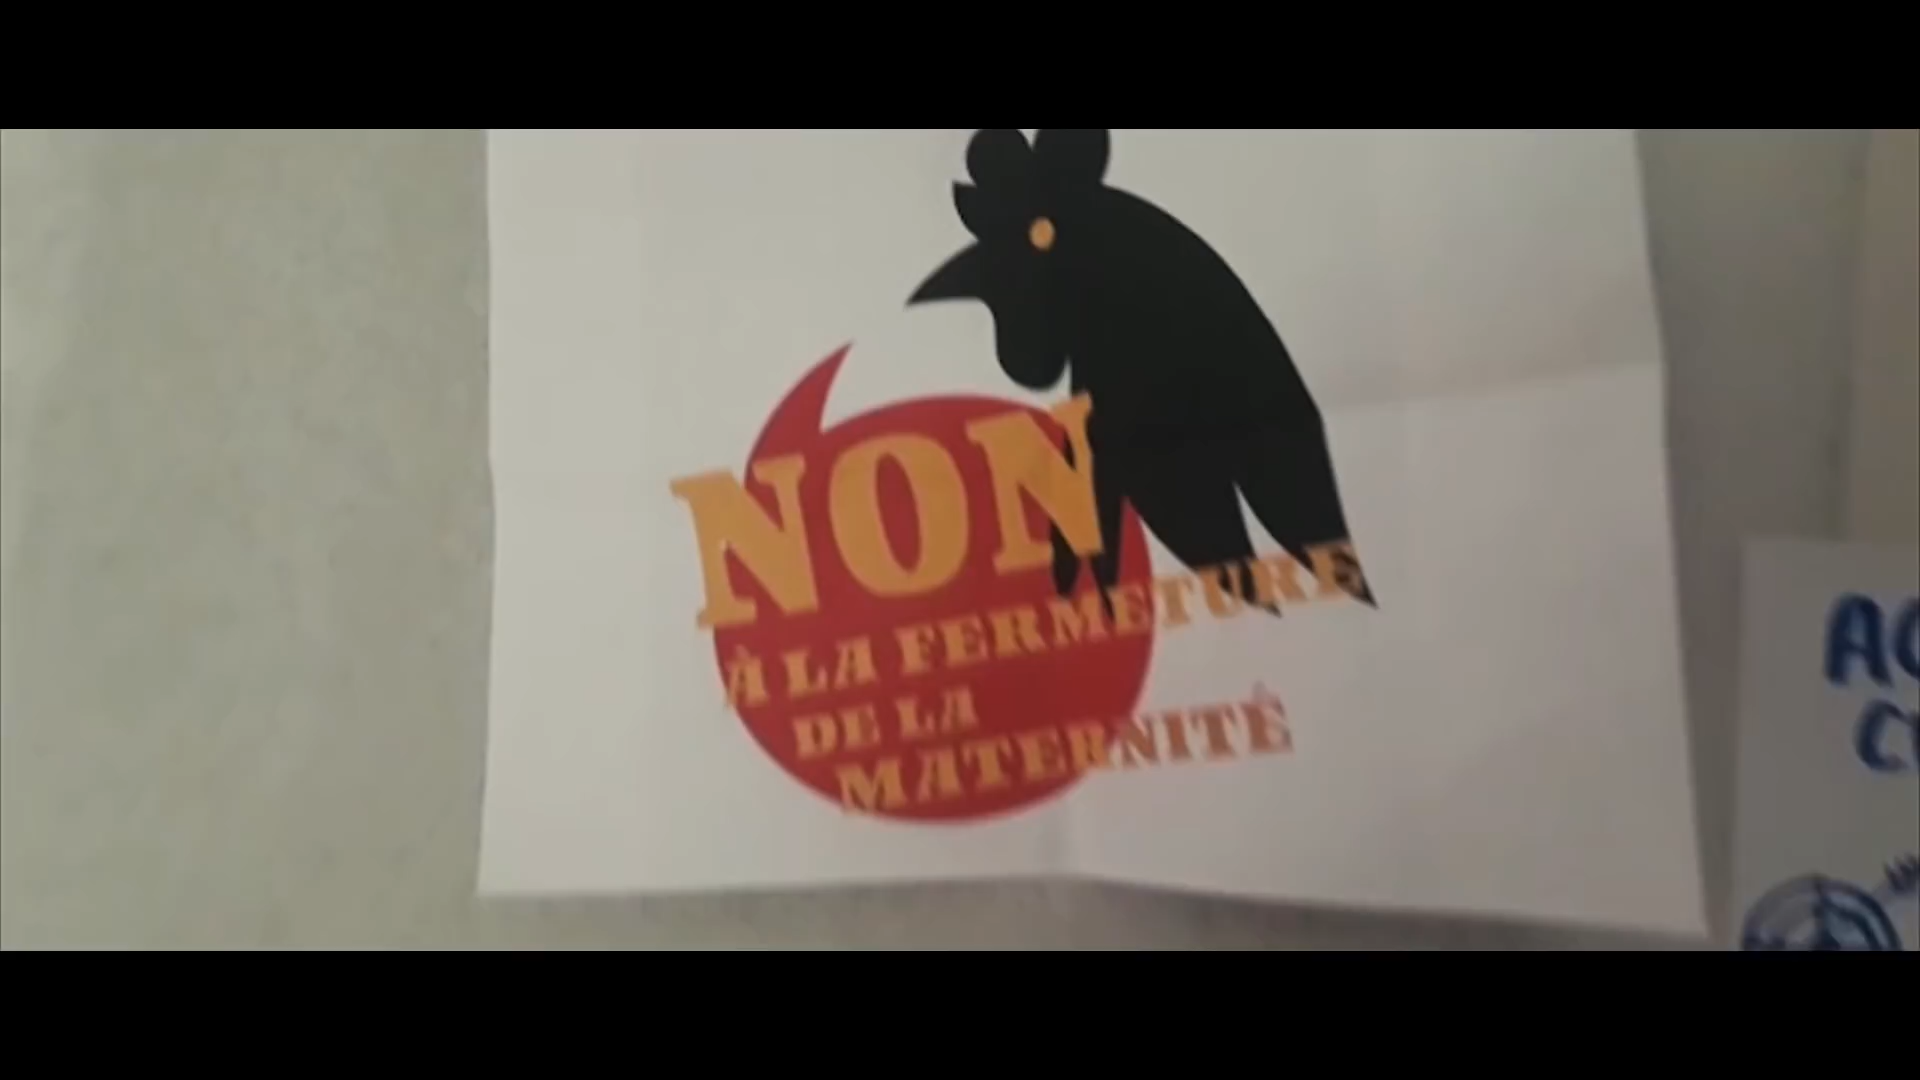 NON
À LA FERMETURE
DE LA
MATERNITÉ